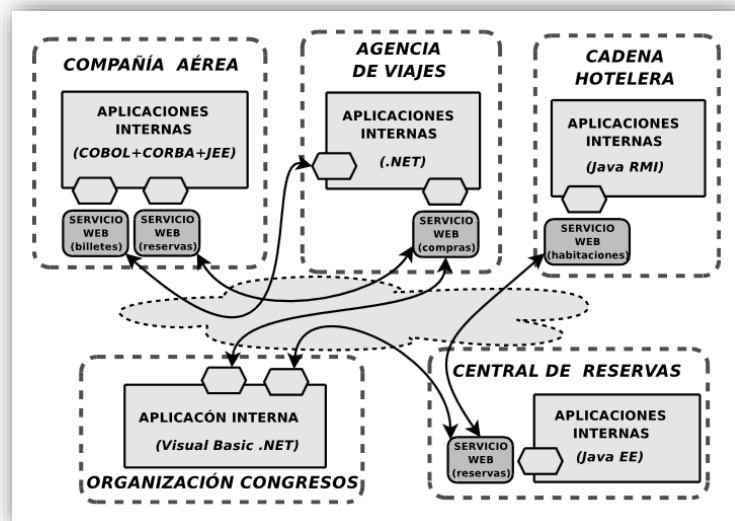 COMPAÑÍA AÉREA
APLICACIONES
INTERNAS
(COBOL+CORBA+JEE)
SERVICIO
WEB
(billetes)
SERVICIO
WEB
(reservas)
AGENCIA
DE VIAJES
APLICACIONES
INTERNAS
(.NET)
SERVICIO
WEB
(compras)
CADENA
HOTELERA
APLICACIONES
INTERNAS
(Java RMI)
SERVICIO
WEB
(habitaciones)
APLICACÓN INTERNA
(Visual Basic .NET)
ORGANIZACIÓN CONGRESOS
CENTRAL DE RESERVAS
SERVICIO
WEB
(reservas)
APLICACIONES
INTERNAS
(Java EE)